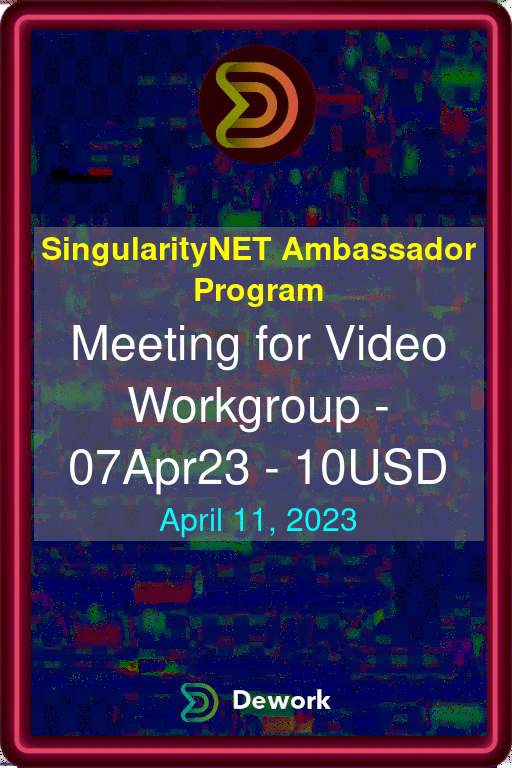 SingularityNET Ambassador
Program
Meeting for Video
Workgroup -
07Apr23 - 10USD
April 11, 2023
Dework